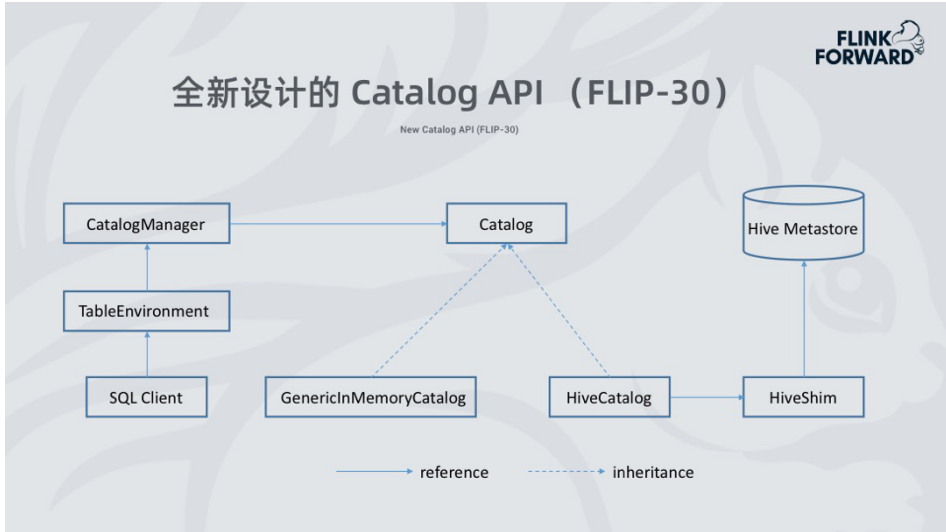 FLINK
FORWARD
全新设计的 Catalog API （FLIP-30）
New Catalog API (FLIP-30)
CatalogManager
Catalog
Hive Metastore
TableEnvironment
SQL Client
GenericInMemoryCatalog
HiveCatalog
HiveShim
reference
inheritance